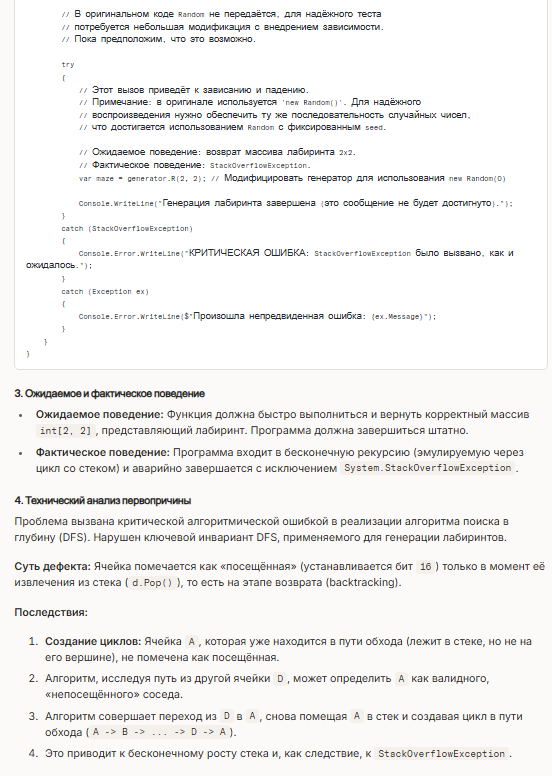 // В оригинальном коде Random не передаётся, для надёжного теста
// потребуется небольшая модификация с внедрением зависимости.
// Пока предположим, что это возможно.
try
{
// Этот вызов приведёт к зависанию и падению.
// Примечание: в оригинале используется 'new Random()'. Для надёжного
// воспроизведения нужно обеспечить ту же последовательность случайных чисел,
// что достигается использованием Random с фиксированным seed.
// Ожидаемое поведение: возврат массива лабиринта 2x2.
// Фактическое поведение: StackOverflowException.
var maze = generator.R(2, 2); // Модифицировать генератор для использования new Random(0)
Console.WriteLine("Генерация лабиринта завершена (это сообщение не будет достигнуто).");
}
catch (StackOverflowException)
{
Console.Error.WriteLine("КРИТИЧЕСКАЯ ОШИБКА: StackOverflowException было вызвано, как и
ожидалось.");
}
catch (Exception ex)
{
Console.Error.WriteLine($"Произошла непредвиденная ошибка: {ex.Message}");
}
}
}
3. Ожидаемое и фактическое поведение
• Ожидаемое поведение: Функция должна быстро выполниться и вернуть корректный массив
int[2, 2] , представляющий лабиринт. Программа должна завершиться штатно.
• Фактическое поведение: Программа входит в бесконечную рекурсию (эмулируемую через
цикл со стеком) и аварийно завершается с исключением System.StackOverflowException .
4. Технический анализ первопричины
Проблема вызвана критической алгоритмической ошибкой в реализации алгоритма поиска в
глубину (DFS). Нарушен ключевой инвариант DFS, применяемого для генерации лабиринтов.
Суть дефекта: Ячейка помечается как «посещённая» (устанавливается бит 16 ) только в момент её
извлечения из стека ( d.Pop() ), то есть на этапе возврата (backtracking).
Последствия:
1. Создание циклов: Ячейка A , которая уже находится в пути обхода (лежит в стеке, но не на
его вершине), не помечена как посещённая.
2. Алгоритм, исследуя путь из другой ячейки D , может определить A как валидного,
«непосещённого» соседа.
3. Алгоритм совершает переход из D в A , снова помещая A в стек и создавая цикл в пути
обхода ( A -> B -> ... -> D -> A ).
4. Это приводит к бесконечному росту стека и, как следствие, к StackOverflowException .